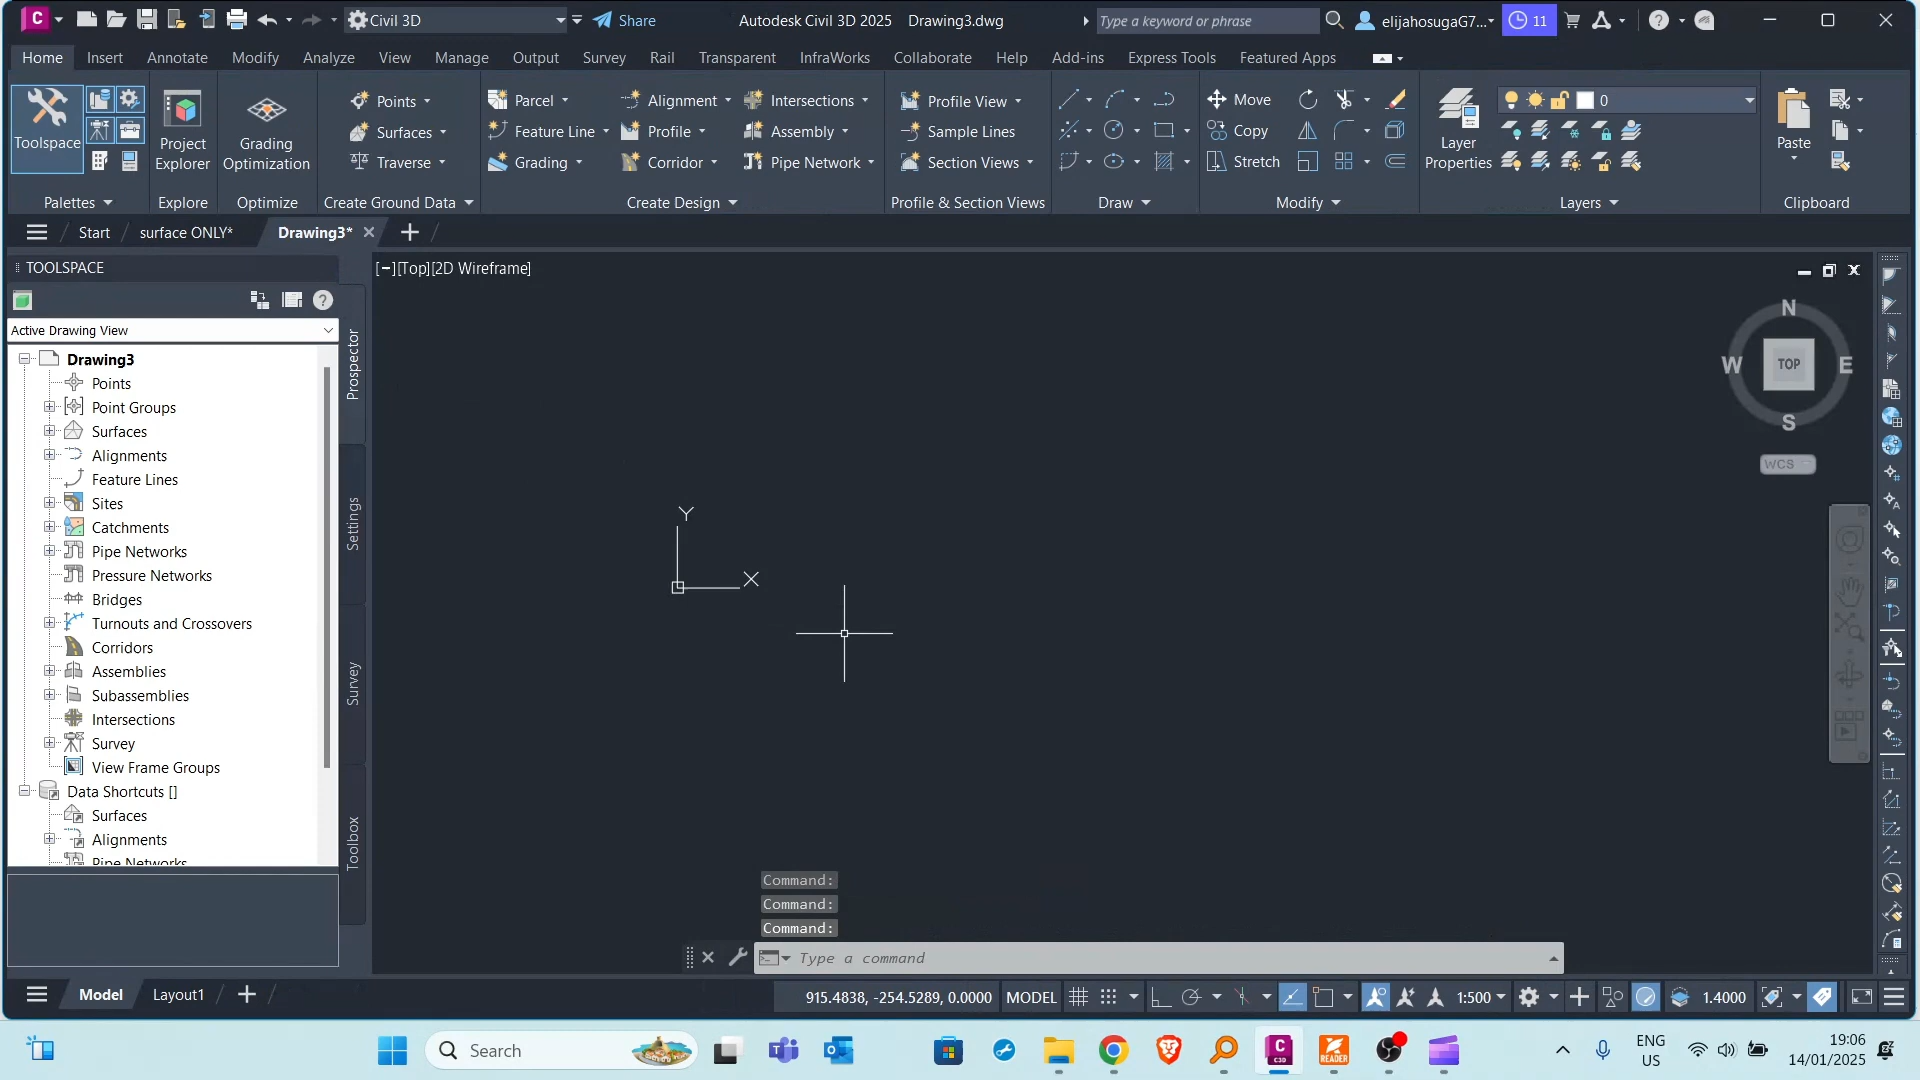 C Civil 3D Share Autodesk Civil 3D 2025 Drawing3.dwg Type a keyword or phrase elijahosugaG7... 11
Home Insert Annotate Modify Analyze View Manage Output Survey Rail Transparent InfraWorks Collaborate Help Add-ins Express Tools Featured Apps
Points Parcel Alignment Intersections Profile View Move 0
Surfaces Feature Line Profile Assembly Sample Lines Copy
Toolspace Project Explorer Grading Optimization Layer Properties Paste
Traverse Grading Corridor Pipe Network Section Views Stretch
Palettes Explore Optimize Create Ground Data Create Design Profile & Section Views Draw Modify Layers Clipboard
Start surface ONLY* Drawing3*
TOOLSPACE
[−][Top][2D Wireframe]
Active Drawing View
Drawing3
Points
Point Groups
Surfaces
Alignments
Feature Lines
Sites
Catchments
Pipe Networks
Pressure Networks
Bridges
Turnouts and Crossovers
Corridors
Assemblies
Subassemblies
Intersections
Survey
View Frame Groups
Data Shortcuts []
Surfaces
Alignments
Pipe Networks
Prospector
Settings
Survey
Toolbox
Y
X
N
W TOP E
S
WCS
Command:
Command:
Command:
Type a command
Model Layout1 915.4838, -254.5289, 0.0000 MODEL 1:500 1.4000
Search ENG US 19:06 14/01/2025
C C3D READER